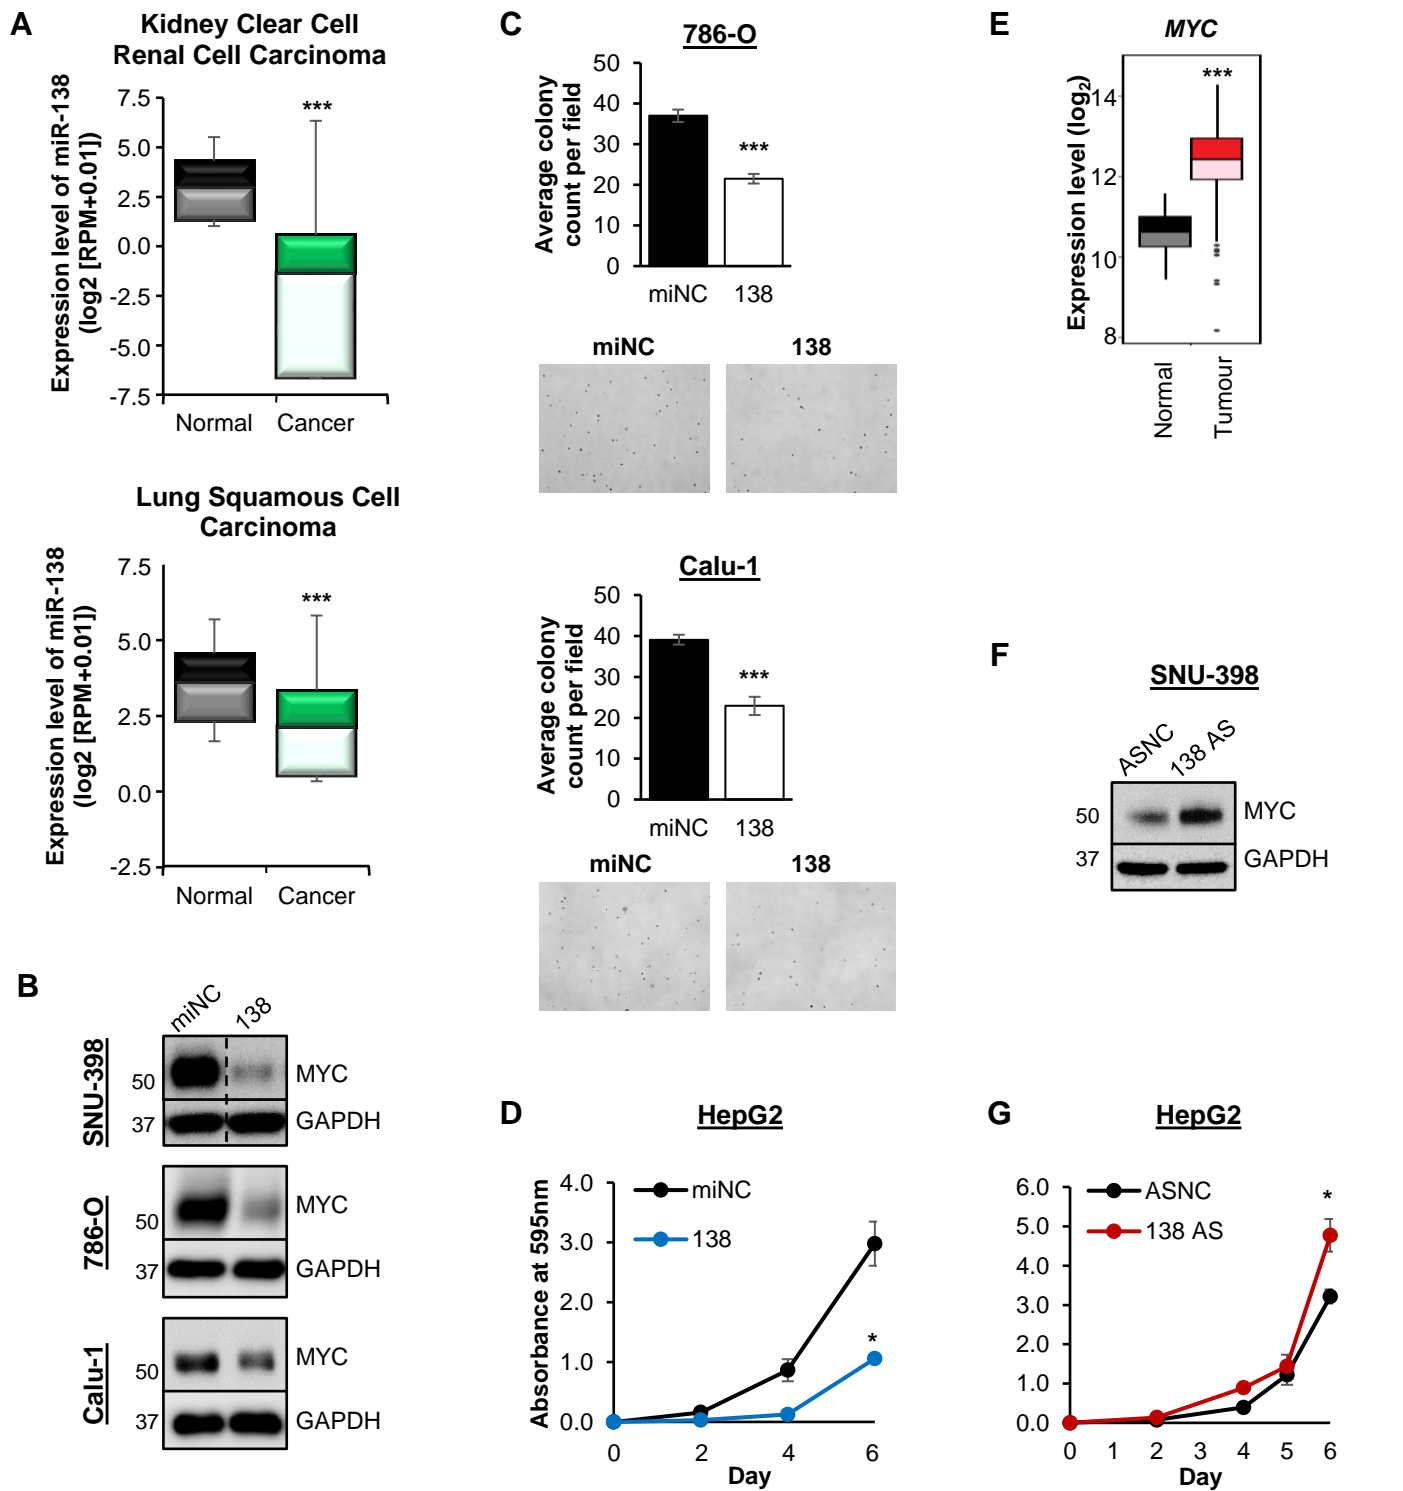 A
Kidney Clear Cell
Renal Cell Carcinoma
Expression level of miR-138
(log2 [RPM+0.01])
7.5
5.0
2.5
0.0
-2.5
-5.0
-7.5
***
Normal
Cancer
Lung Squamous Cell
Carcinoma
Expression level of miR-138
(log2 [RPM+0.01])
7.5
5.0
2.5
0.0
-2.5
***
Normal
Cancer
B
miNC
138
SNU-398
50
MYC
37
GAPDH
786-O
50
MYC
37
GAPDH
Calu-1
50
MYC
37
GAPDH
C
786-O
Average colony
count per field
50
40
30
20
10
0
***
miNC
138
miNC
138
Calu-1
Average colony
count per field
50
40
30
20
10
0
***
miNC
138
miNC
138
D
HepG2
Absorbance at 595nm
4.0
3.0
2.0
1.0
0.0
miNC
138
*
0
2
4
6
Day
E
MYC
Expression level (log2)
14
12
10
8
***
Normal
Tumour
F
SNU-398
ASNC
138 AS
50
MYC
37
GAPDH
G
HepG2
6.0
5.0
4.0
3.0
2.0
1.0
0.0
ASNC
138 AS
*
0
1
2
3
4
5
6
Day